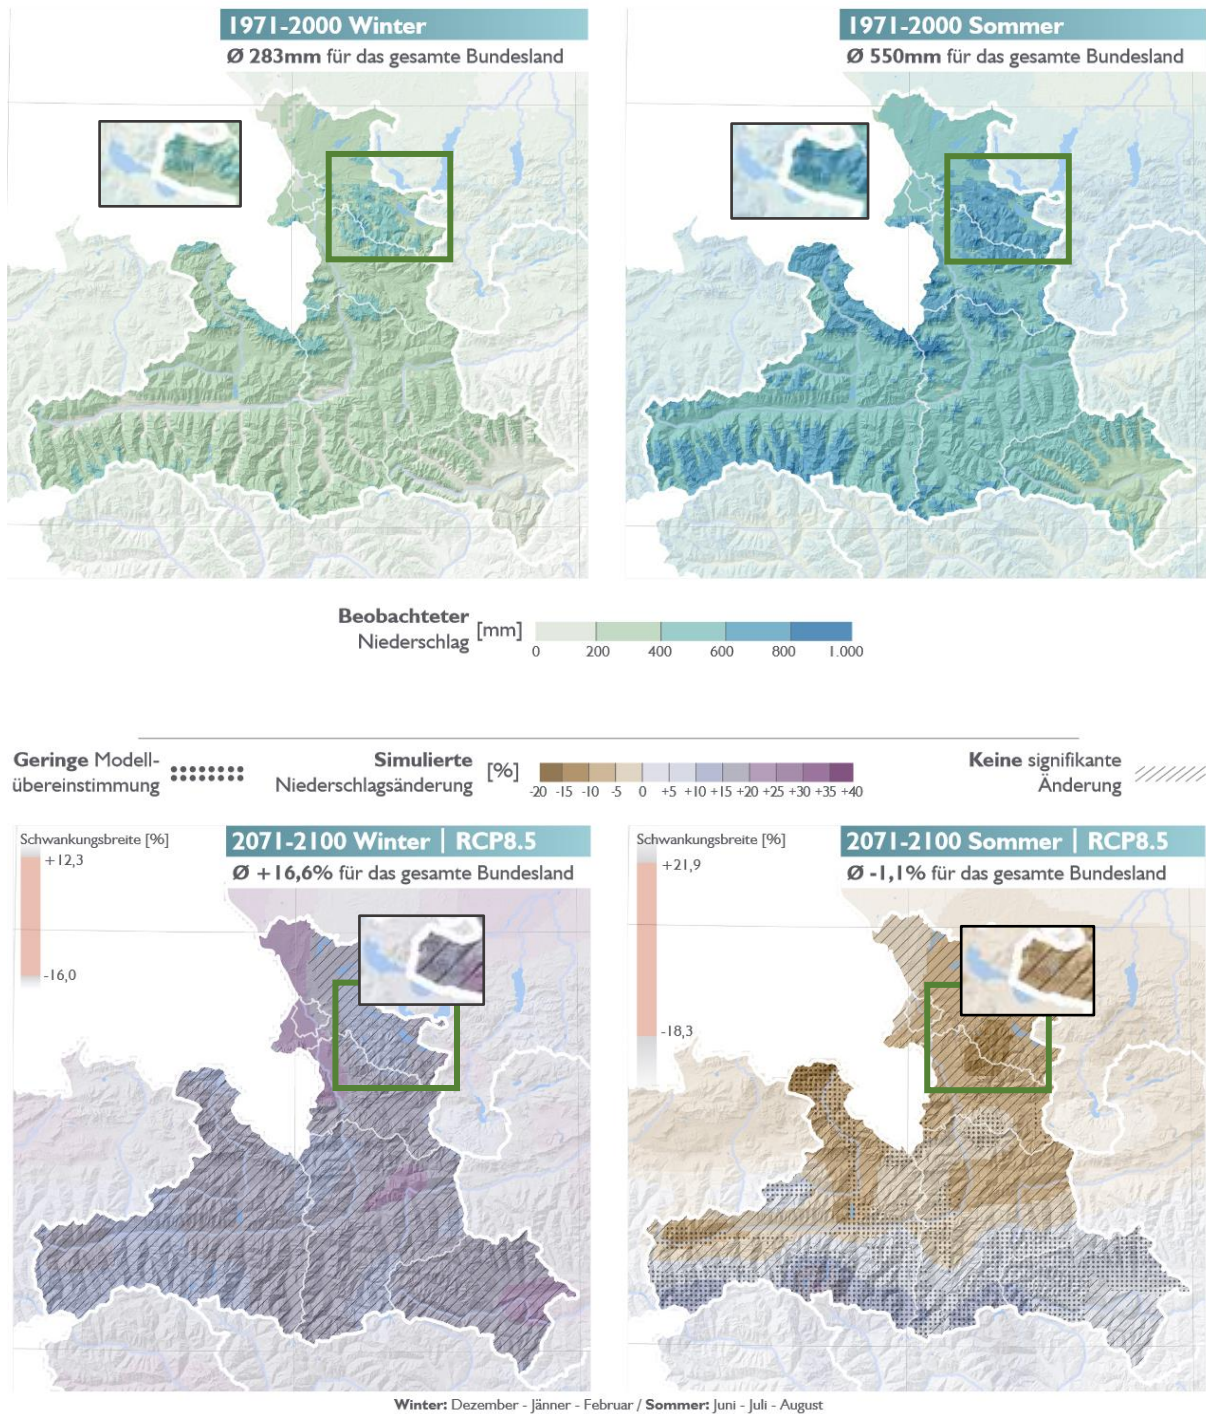 1971-2000 Winter
Ø 283mm für das gesamte Bundesland
1971-2000 Sommer
Ø 550mm für das gesamte Bundesland
Beobachteter
Niederschlag
[mm]
0 200 400 600 800 1.000
Geringe Modell-
übereinstimmung
Simulierte
Niederschlagsänderung
[%]
-20 -15 -10 -5 0 +5 +10 +15 +20 +25 +30 +35 +40
Keine signifikante
Änderung
Schwankungsbreite [%]
+12,3
-16,0
2071-2100 Winter | RCP8.5
Ø +16,6% für das gesamte Bundesland
Schwankungsbreite [%]
+21,9
-18,3
2071-2100 Sommer | RCP8.5
Ø -1,1% für das gesamte Bundesland
Winter: Dezember - Jänner - Februar / Sommer: Juni - Juli - August